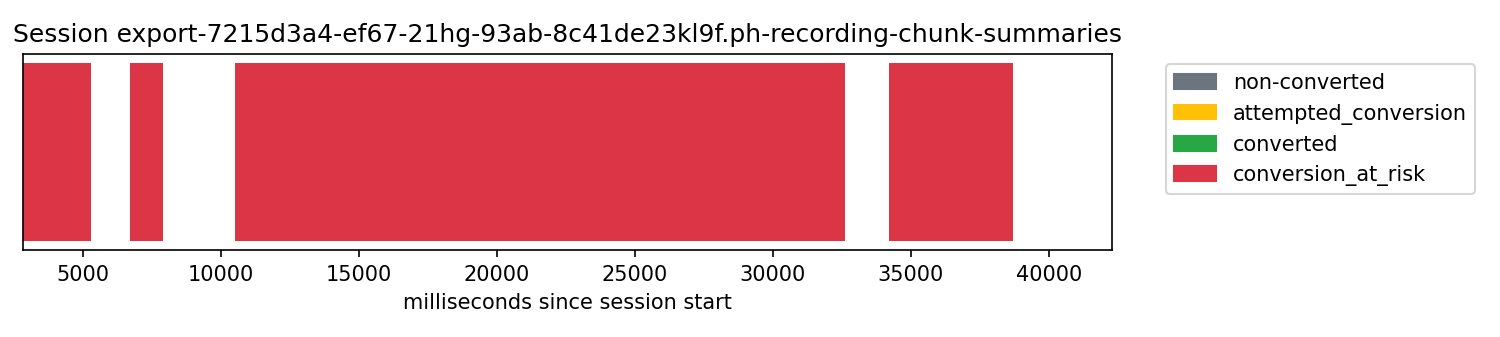 Session export-7215d3a4-ef67-21hg-93ab-8c41de23kl9f.ph-recording-chunk-summaries
non-converted
attempted_conversion
converted
conversion_at_risk
5000 10000 15000 20000 25000 30000 35000 40000
milliseconds since session start